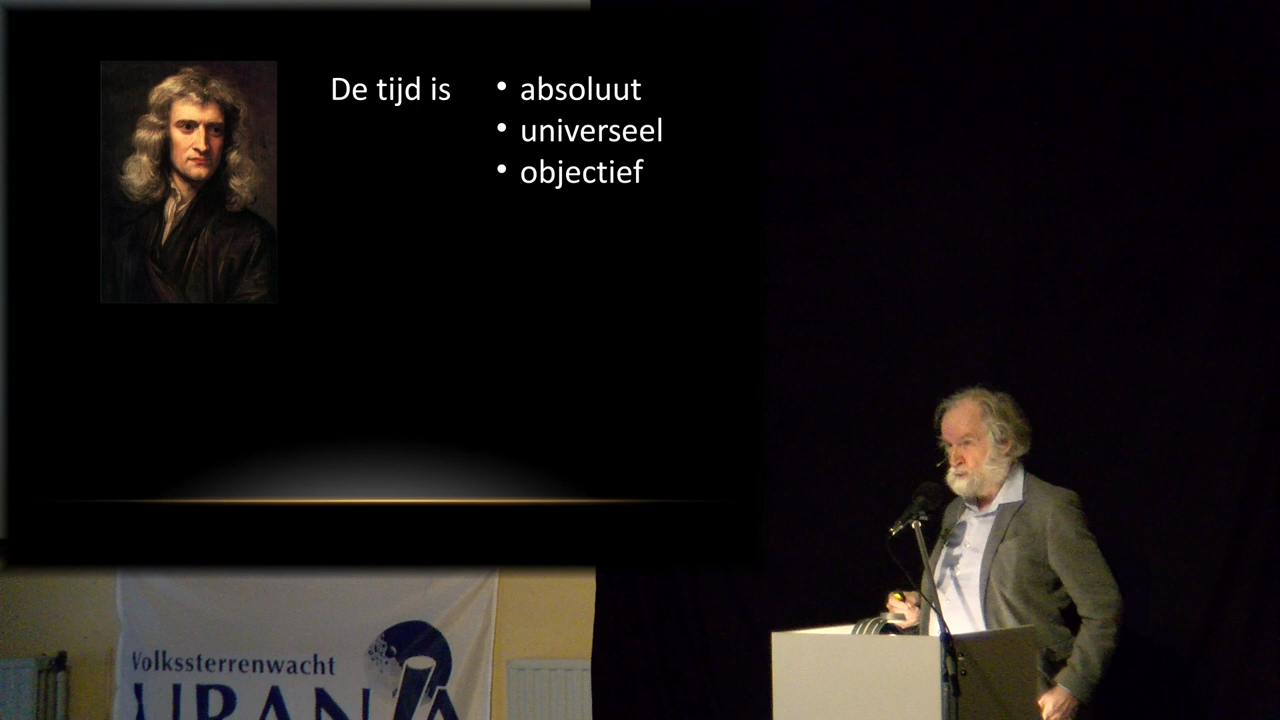 De tijd is
• absoluut
• universeel
• objectief
Volkssterrenwacht
URANIA